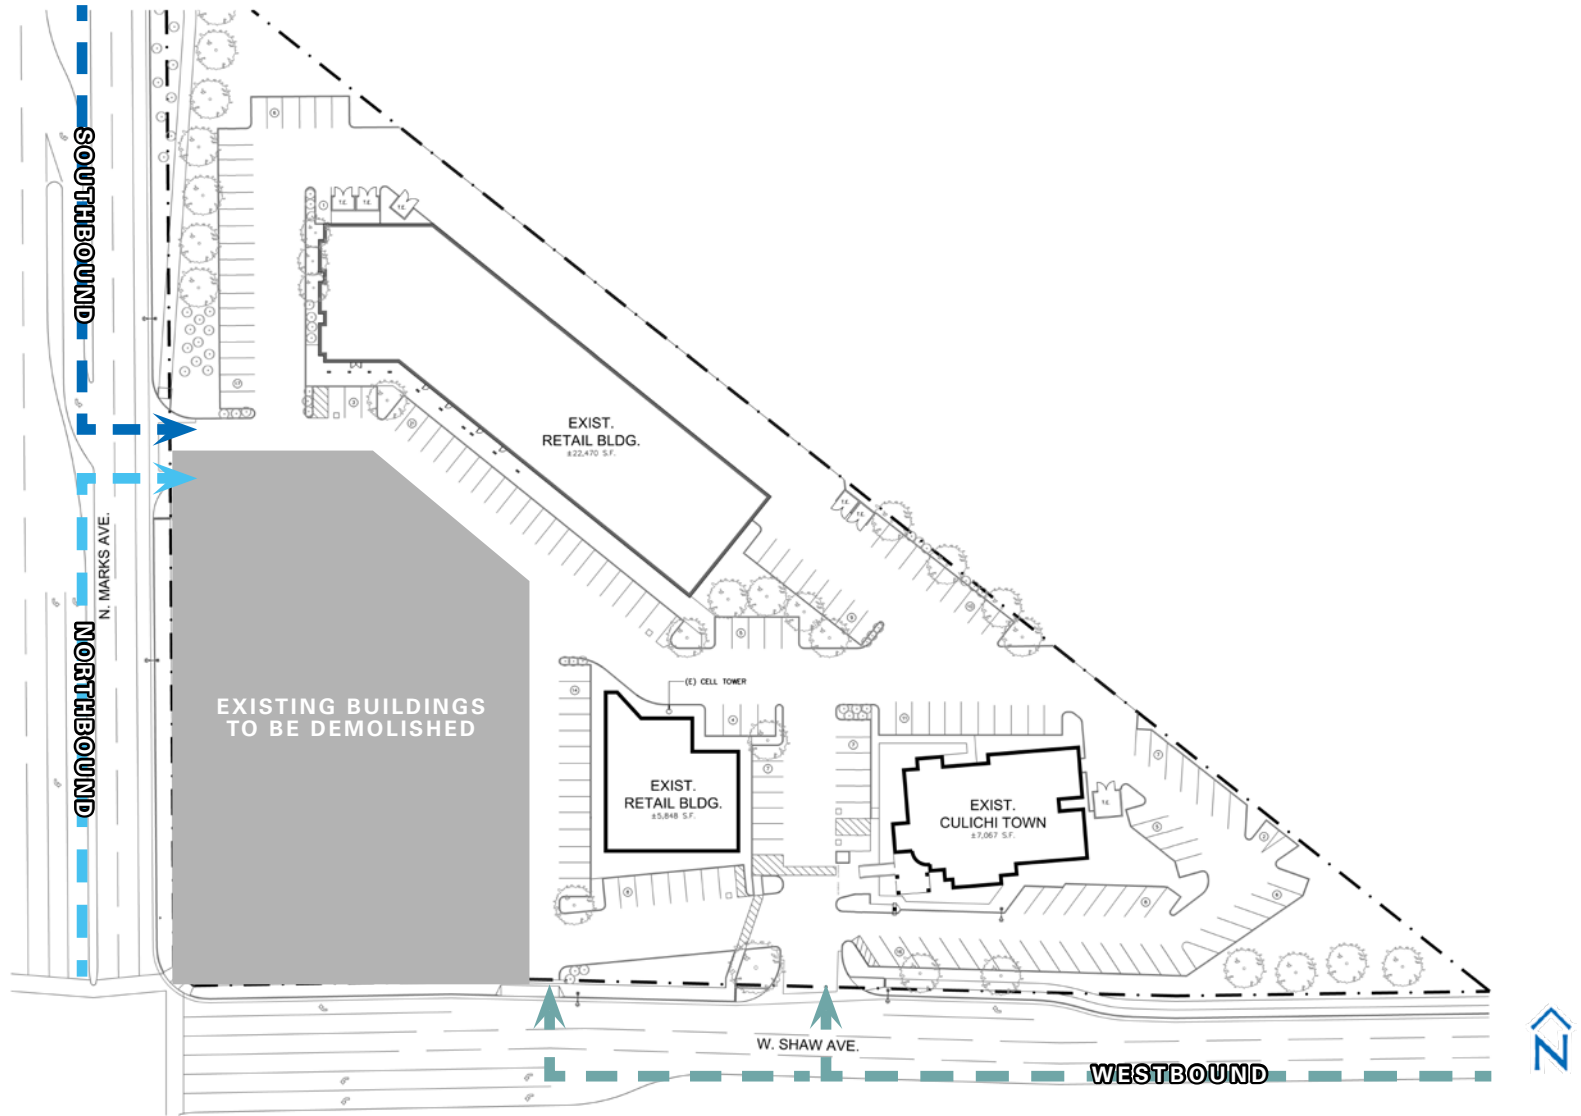 SOUTHBOUND
T.E.
T.E.
T.E.
EXIST.
RETAIL BLDG.
±22,470 S.F.
T.E.
T.E.
N. MARKS AVE.
NORTHBOUND
EXISTING BUILDINGS
TO BE DEMOLISHED
(E) CELL TOWER
EXIST.
RETAIL BLDG.
±5,848 S.F.
EXIST.
CULICHI TOWN
±7,067 S.F.
T.E.
W. SHAW AVE.
WESTBOUND
N